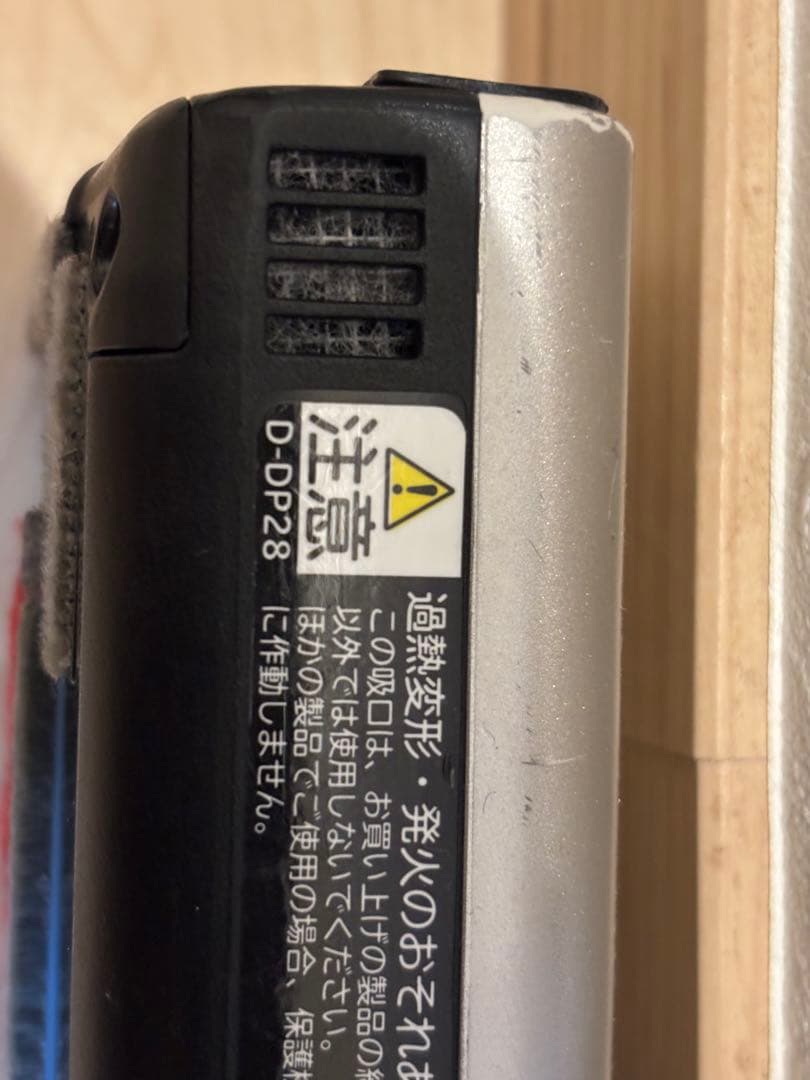 注意
D-DP28
過熱変形・発火のおそれあ
この吸口は、お買い上げの製品の
以外では使用しないでください。
ほかの製品でご使用の場合、保護
に作動しません。